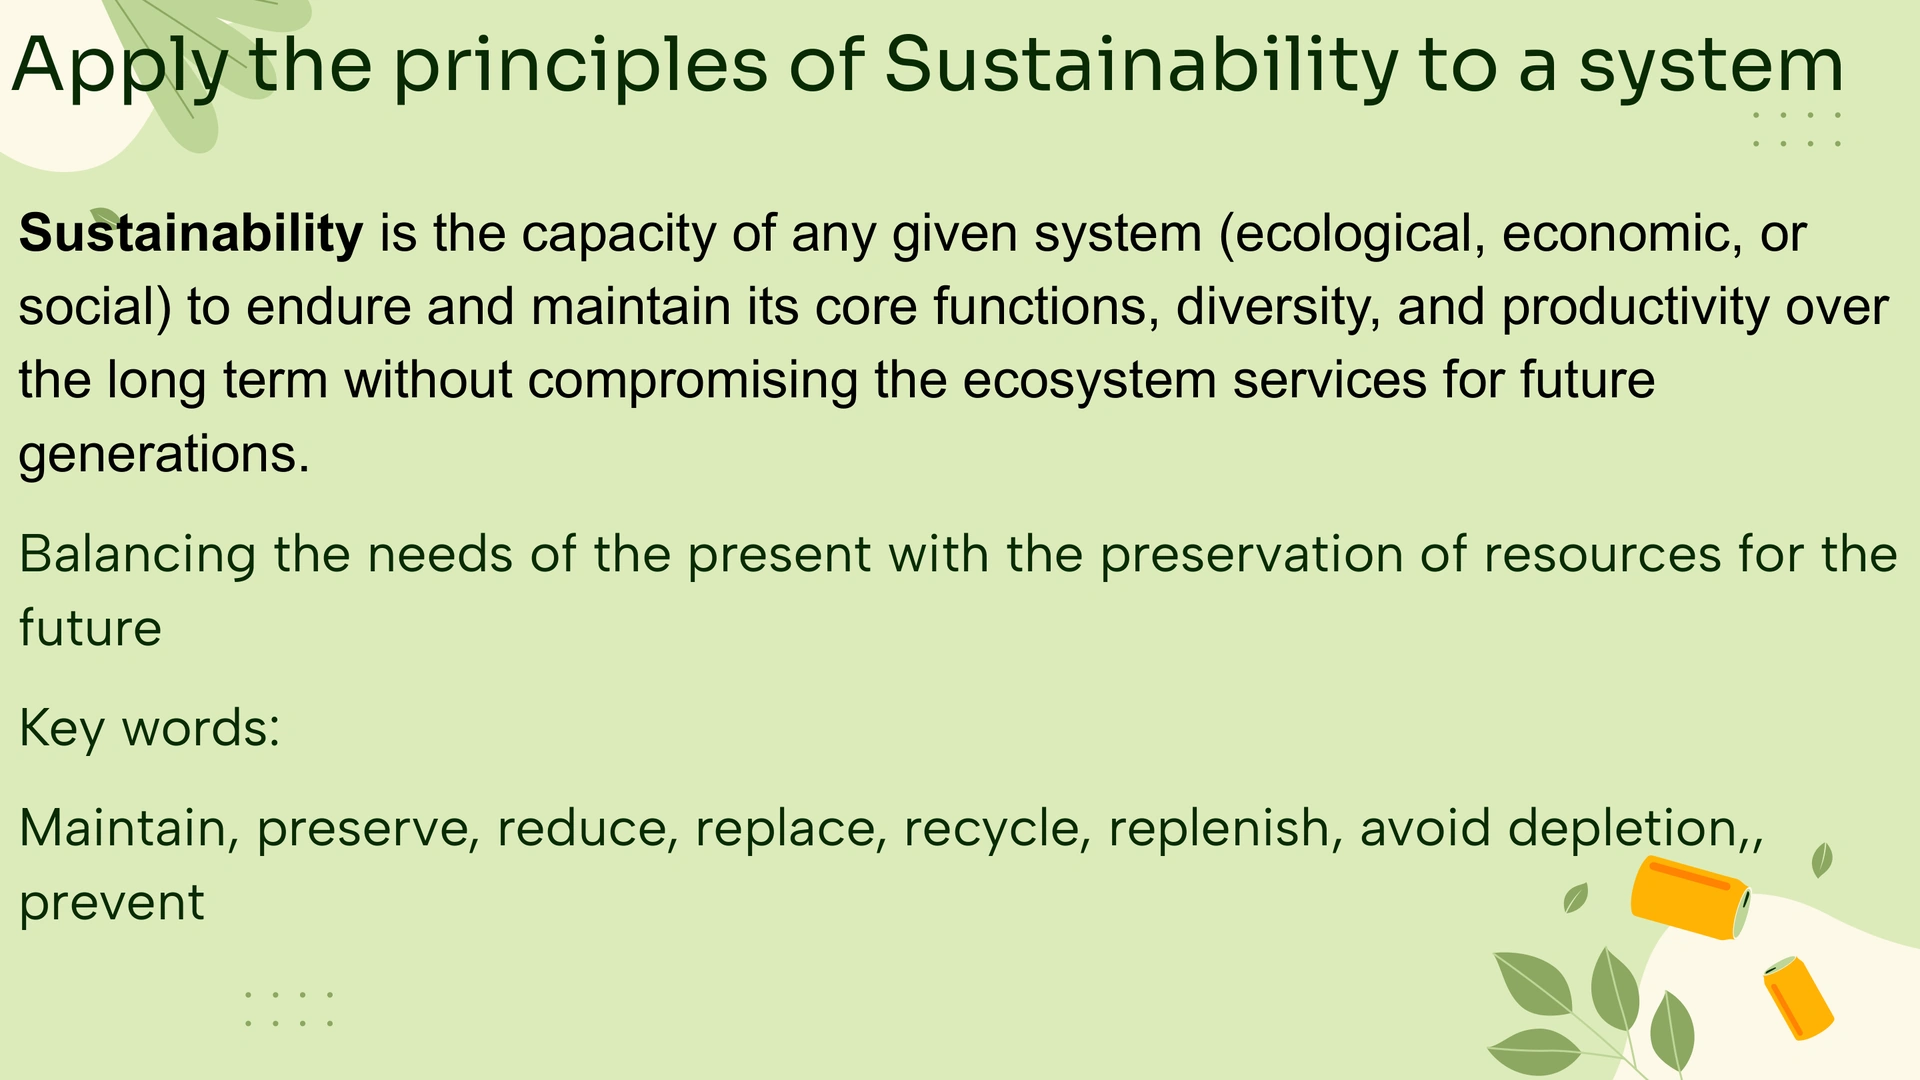 Apply the principles of Sustainability to a system
Sustainability is the capacity of any given system (ecological, economic, or
social) to endure and maintain its core functions, diversity, and productivity over
the long term without compromising the ecosystem services for future
generations.
Balancing the needs of the present with the preservation of resources for the
future
Key words:
Maintain, preserve, reduce, replace, recycle, replenish, avoid depletion,,
prevent